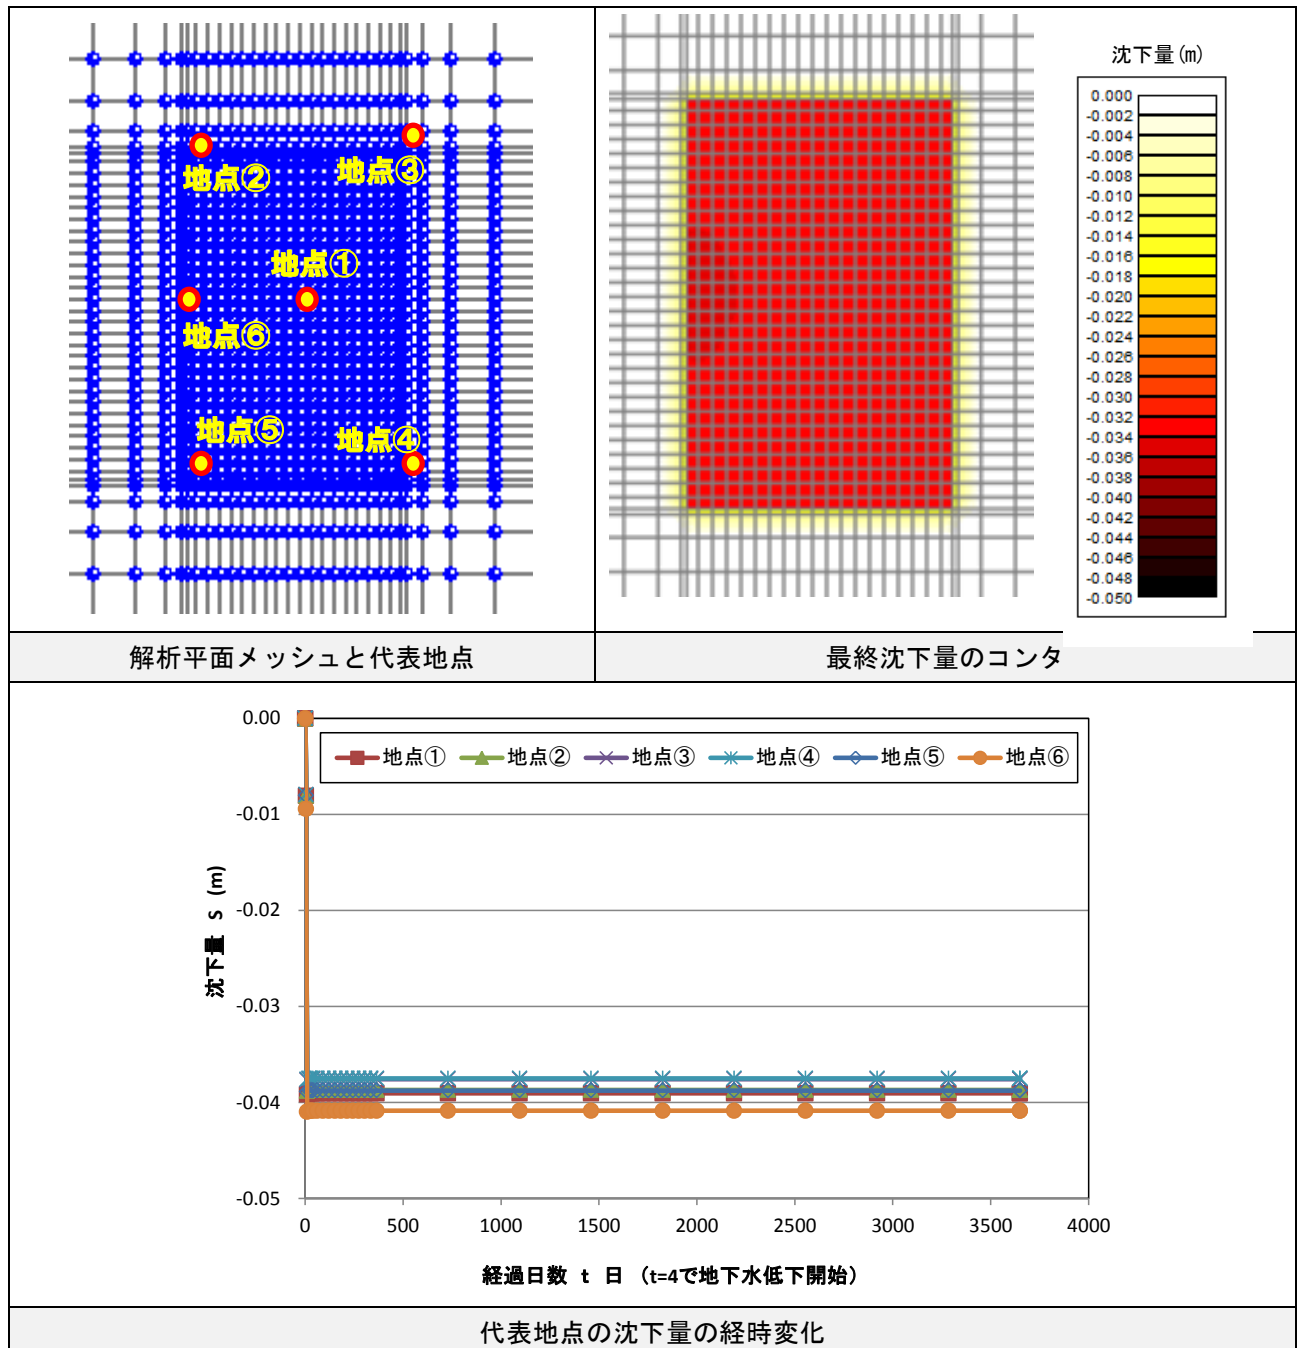 地点②
地点③
地点①
地点⑥
地点⑤
地点④
沈下量(m)
0.000
-0.002
-0.004
-0.006
-0.008
-0.010
-0.012
-0.014
-0.016
-0.018
-0.020
-0.022
-0.024
-0.026
-0.028
-0.030
-0.032
-0.034
-0.036
-0.038
-0.040
-0.042
-0.044
-0.046
-0.048
-0.050
解析平面メッシュと代表地点
最終沈下量のコンタ
0.00
-0.01
-0.02
-0.03
-0.04
-0.05
沈下量 S (m)
地点① 地点② 地点③ 地点④ 地点⑤ 地点⑥
0 500 1000 1500 2000 2500 3000 3500 4000
経過日数 t 日 (t=4で地下水低下開始)
代表地点の沈下量の経時変化